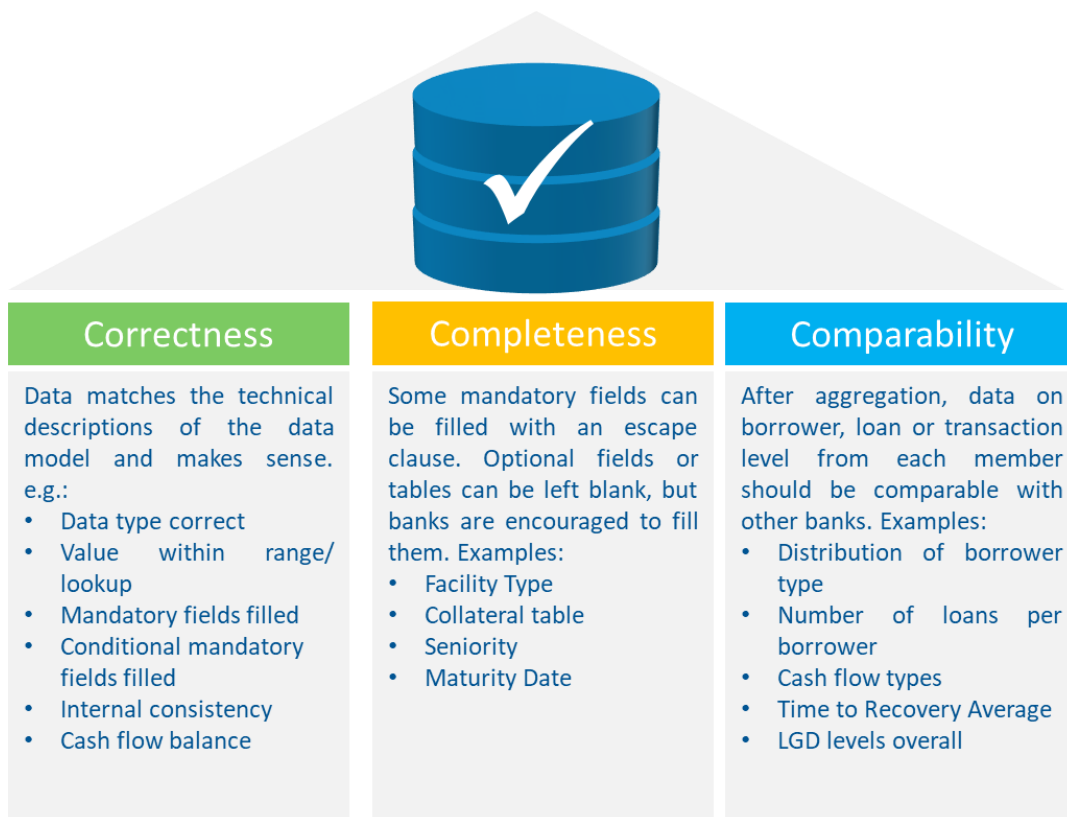 Correctness
Data matches the technical
descriptions of the data
model and makes sense.
e.g.:
• Data type correct
• Value within range/
lookup
• Mandatory fields filled
• Conditional mandatory
fields filled
• Internal consistency
• Cash flow balance
Completeness
Some mandatory fields can
be filled with an escape
clause. Optional fields or
tables can be left blank, but
banks are encouraged to fill
them. Examples:
• Facility Type
• Collateral table
• Seniority
• Maturity Date
Comparability
After aggregation, data on
borrower, loan or transaction
level from each member
should be comparable with
other banks. Examples:
• Distribution of borrower
type
• Number of loans per
borrower
• Cash flow types
• Time to Recovery Average
• LGD levels overall